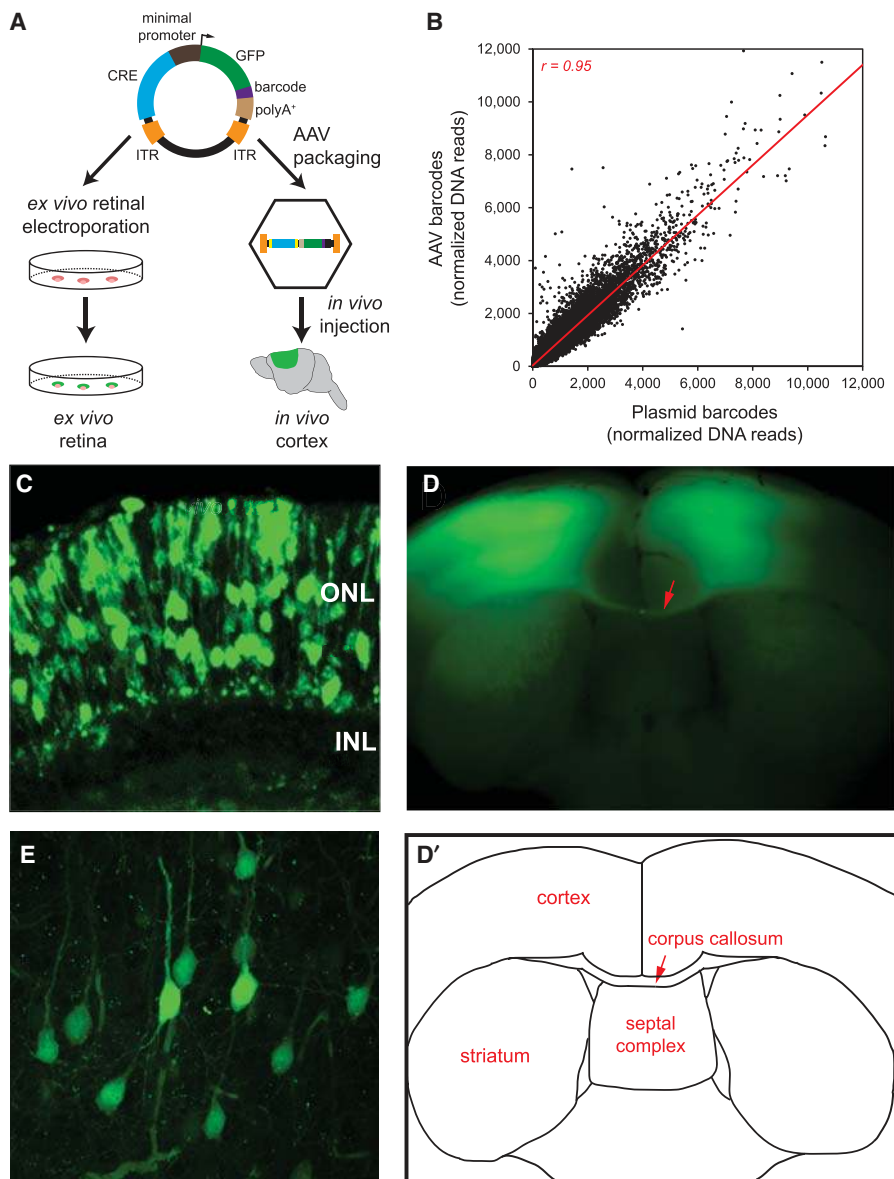 A
minimal
promoter
GFP
CRE
barcode
polyA+
ITR
ITR
AAV
packaging
ex vivo retinal
electroporation
in vivo
injection
ex vivo
retina
in vivo
cortex
B
r = 0.95
12,000
10,000
8,000
6,000
4,000
2,000
0
0
2,000
4,000
6,000
8,000
10,000
12,000
AAV barcodes
(normalized DNA reads)
Plasmid barcodes
(normalized DNA reads)
C
ONL
INL
D
D
E
D′
cortex
corpus callosum
septal
complex
striatum